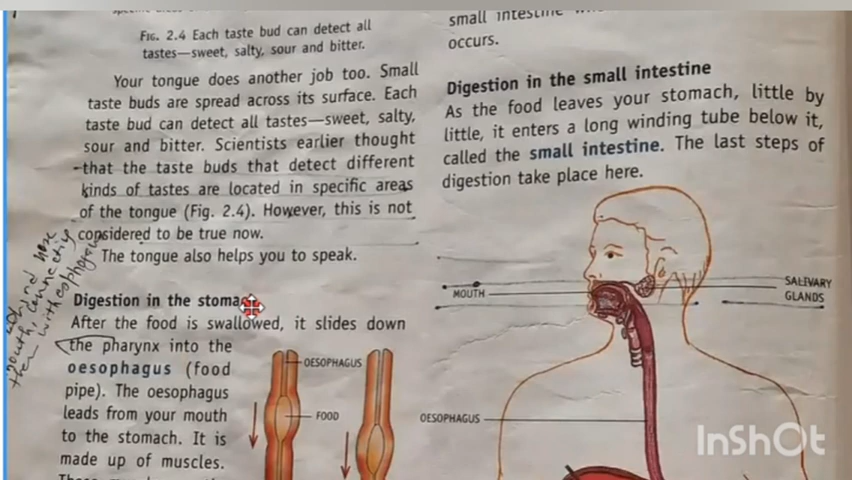 FIG. 2.4 Each taste bud can detect all
tastes—sweet, salty, sour and bitter.
Your tongue does another job too. Small
taste buds are spread across its surface. Each
taste bud can detect all tastes—sweet, salty,
sour and bitter. Scientists earlier thought
that the taste buds that detect different
kinds of tastes are located in specific areas
of the tongue (Fig. 2.4). However, this is not
considered to be true now.
The tongue also helps you to speak.
Digestion in the stoma
After the food is swallowed, it slides down
the pharynx into the
oesophagus (food
pipe). The oesophagus
leads from your mouth
to the stomach. It is
made up of muscles.
OESOPHAGUS
FOOD
small intestine
occurs.
Digestion in the small intestine
As the food leaves your stomach, little by
little, it enters a long winding tube below it,
called the small intestine. The last steps of
digestion take place here.
MOUTH
SALIVARY
GLANDS
OESOPHAGUS
InShOt